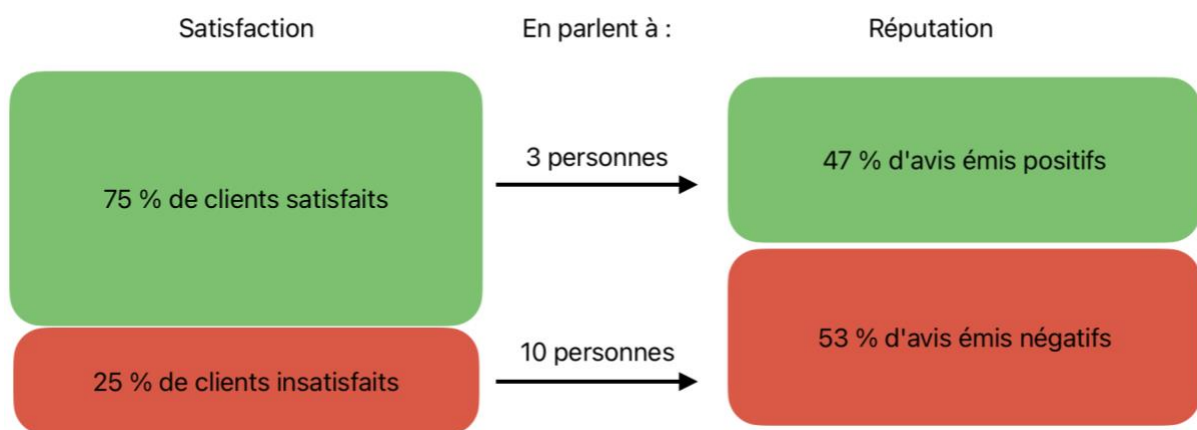 Satisfaction
En parlent à :
Réputation
75 % de clients satisfaits
3 personnes
47 % d'avis émis positifs
25 % de clients insatisfaits
10 personnes
53 % d'avis émis négatifs